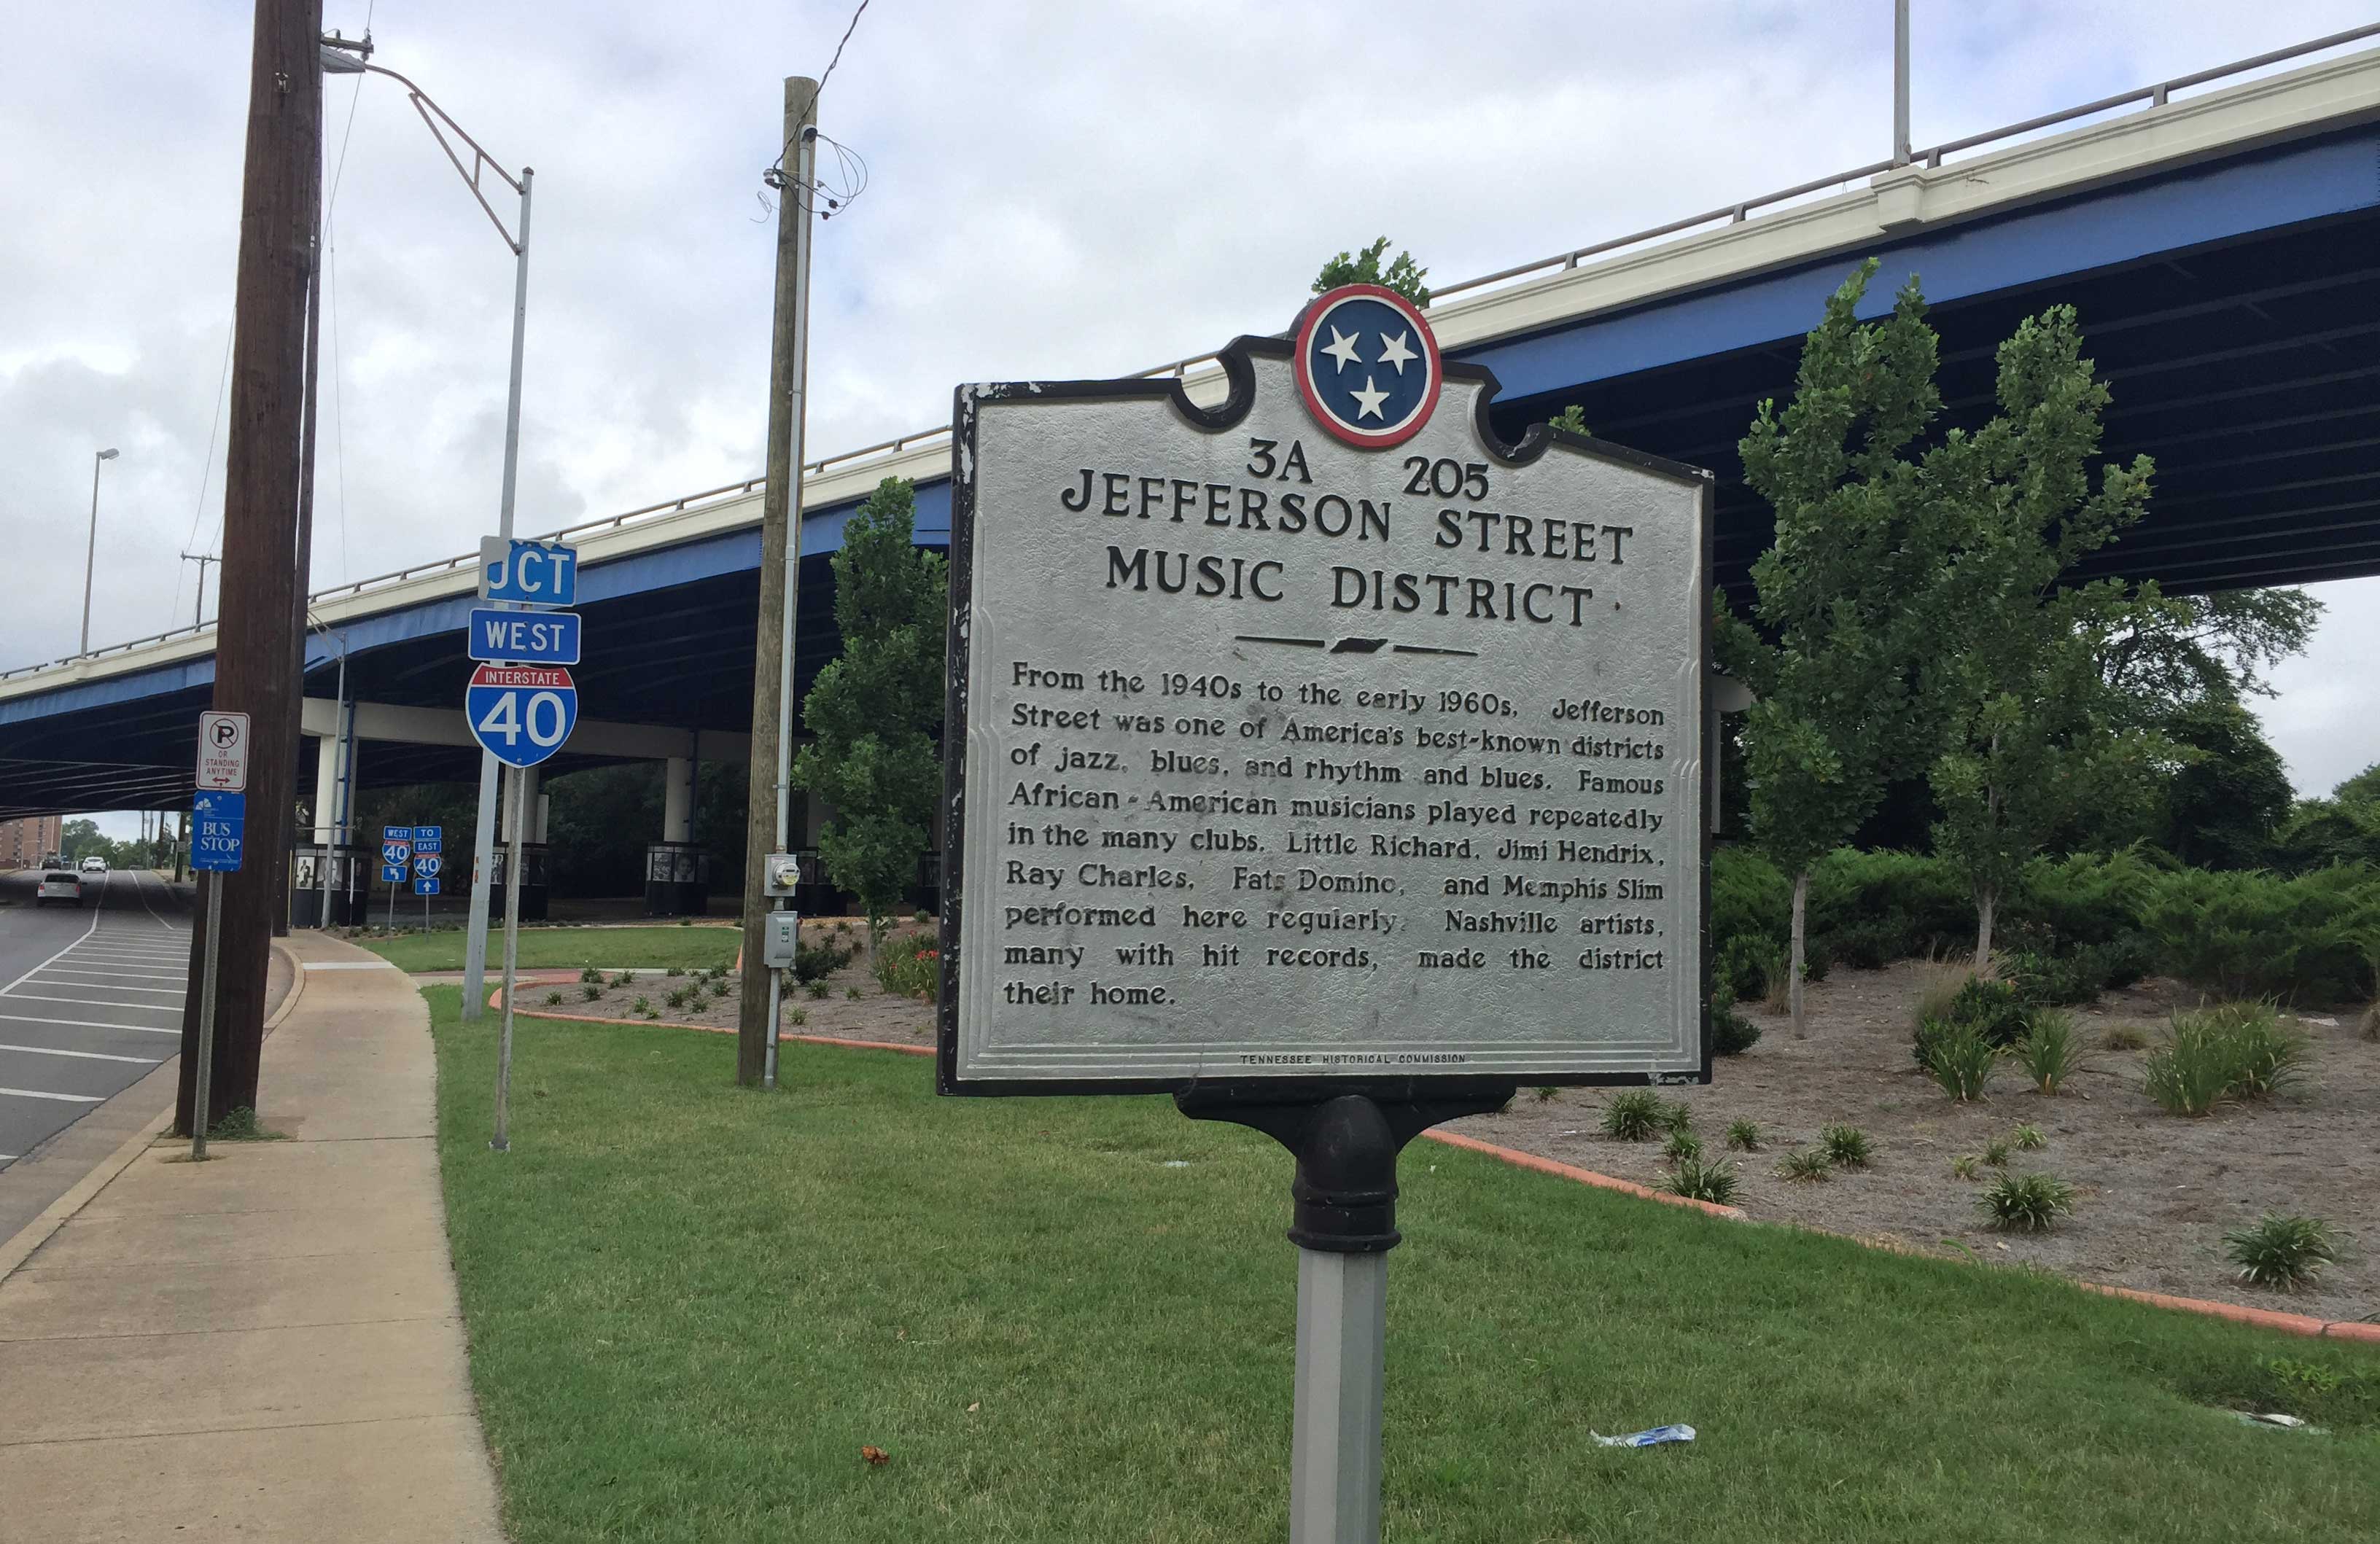 3A 205
JEFFERSON STREET
MUSIC DISTRICT
From the 1940s to the early 1960s, Jefferson
Street was one of America's best-known districts
of jazz, blues, and rhythm and blues. Famous
African-American musicians played repeatedly
in the many clubs. Little Richard, Jimi Hendrix,
Ray Charles, Fats Domino, and Memphis Slim
performed here regularly. Nashville artists,
many with hit records, made the district
their home.
TENNESSEE HISTORICAL COMMISSION
JCT
WEST
INTERSTATE
40
P
OR
STANDING
ANYTIME
BUS
STOP
WEST
40
TO
EAST
40